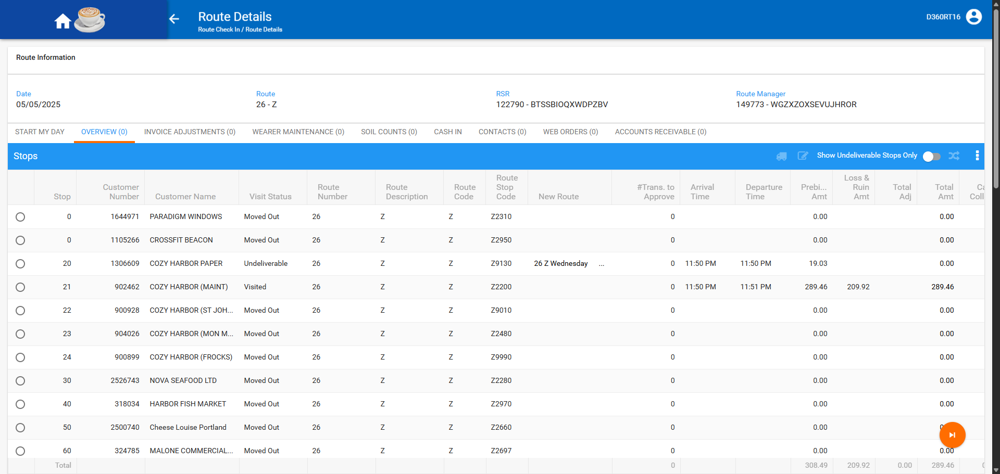 Route Details
Route Check In / Route Details
D360RT16
Route Information
Date
05/05/2025
Route
26 - Z
RSR
122790 - BTSSBIOQXWDPZBV
Route Manager
149773 - WGZXZOXSEVUJHROR
START MY DAY OVERVIEW (0) INVOICE ADJUSTMENTS (0) WEARER MAINTENANCE (0) SOIL COUNTS (0) CASH IN CONTACTS (0) WEB ORDERS (0) ACCOUNTS RECEIVABLE (0)
Stops Show Undeliverable Stops Only
Stop Customer Number Customer Name Visit Status Route Number Route Description Route Code Route Stop Code New Route #Trans. to Approve Arrival Time Departure Time Prebi... Amt Loss & Ruin Amt Total Adj Total Amt
0 1644971 PARADIGM WINDOWS Moved Out 26 Z Z Z2310 0 0.00 0.00
0 1105266 CROSSFIT BEACON Moved Out 26 Z Z Z2950 0 0.00 0.00
20 1306609 COZY HARBOR PAPER Undeliverable 26 Z Z Z9130 26 Z Wednesday ... 0 11:50 PM 11:50 PM 19.03 0.00
21 902462 COZY HARBOR (MAINT) Visited 26 Z Z Z2200 0 11:50 PM 11:51 PM 289.46 209.92 289.46
22 900928 COZY HARBOR (ST JOH... Moved Out 26 Z Z Z9010 0 0.00 0.00
23 904026 COZY HARBOR (MON M... Moved Out 26 Z Z Z2480 0 0.00 0.00
24 900899 COZY HARBOR (FROCKS) Moved Out 26 Z Z Z9990 0 0.00 0.00
30 2526743 NOVA SEAFOOD LTD Moved Out 26 Z Z Z2280 0 0.00 0.00
40 318034 HARBOR FISH MARKET Moved Out 26 Z Z Z2970 0 0.00 0.00
50 2500740 Cheese Louise Portland Moved Out 26 Z Z Z2660 0 0.00
60 324785 MALONE COMMERCIAL... Moved Out 26 Z Z Z2697 0 0.00 0.00
Total 0 308.49 209.92 0.00 289.46